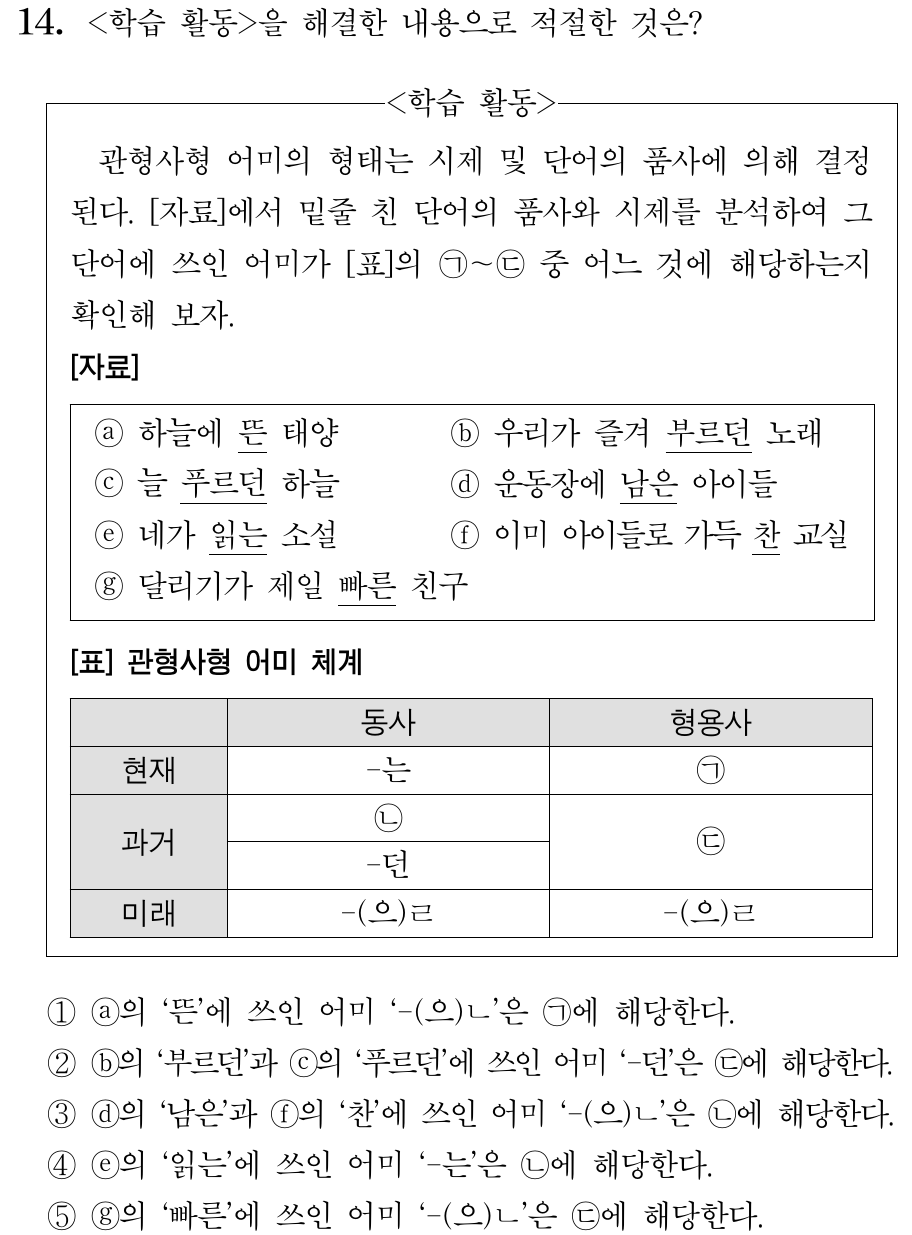 14. <학습 활동>을 해결한 내용으로 적절한 것은?
<학습 활동>
관형사형 어미의 형태는 시제 및 단어의 품사에 의해 결정
된다. [자료]에서 밑줄 친 단어의 품사와 시제를 분석하여 그
단어에 쓰인 어미가 [표]의 ㉠~㉢ 중 어느 것에 해당하는지
확인해 보자.
[자료]
ⓐ 하늘에 뜬 태양 ⓑ 우리가 즐겨 부르던 노래
ⓒ 늘 푸르던 하늘 ⓓ 운동장에 남은 아이들
ⓔ 네가 읽는 소설 ⓕ 이미 아이들로 가득 찬 교실
ⓖ 달리기가 제일 빠른 친구
[표] 관형사형 어미 체계
동사 형용사
현재 -는 ㉠
과거 ㉡ ㉢
-던
미래 -(으)ㄹ -(으)ㄹ
① ⓐ의 ‘뜬’에 쓰인 어미 ‘-(으)ㄴ’은 ㉠에 해당한다.
② ⓑ의 ‘부르던’과 ⓒ의 ‘푸르던’에 쓰인 어미 ‘-던’은 ㉢에 해당한다.
③ ⓓ의 ‘남은’과 ⓕ의 ‘찬’에 쓰인 어미 ‘-(으)ㄴ’은 ㉡에 해당한다.
④ ⓔ의 ‘읽는’에 쓰인 어미 ‘-는’은 ㉡에 해당한다.
⑤ ⓖ의 ‘빠른’에 쓰인 어미 ‘-(으)ㄴ’은 ㉢에 해당한다.